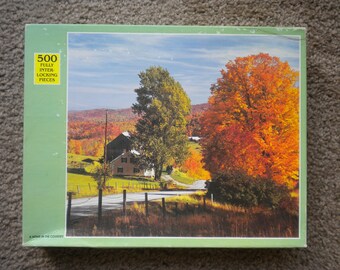 500
FULLY
INTER
LOCKING
PIECES